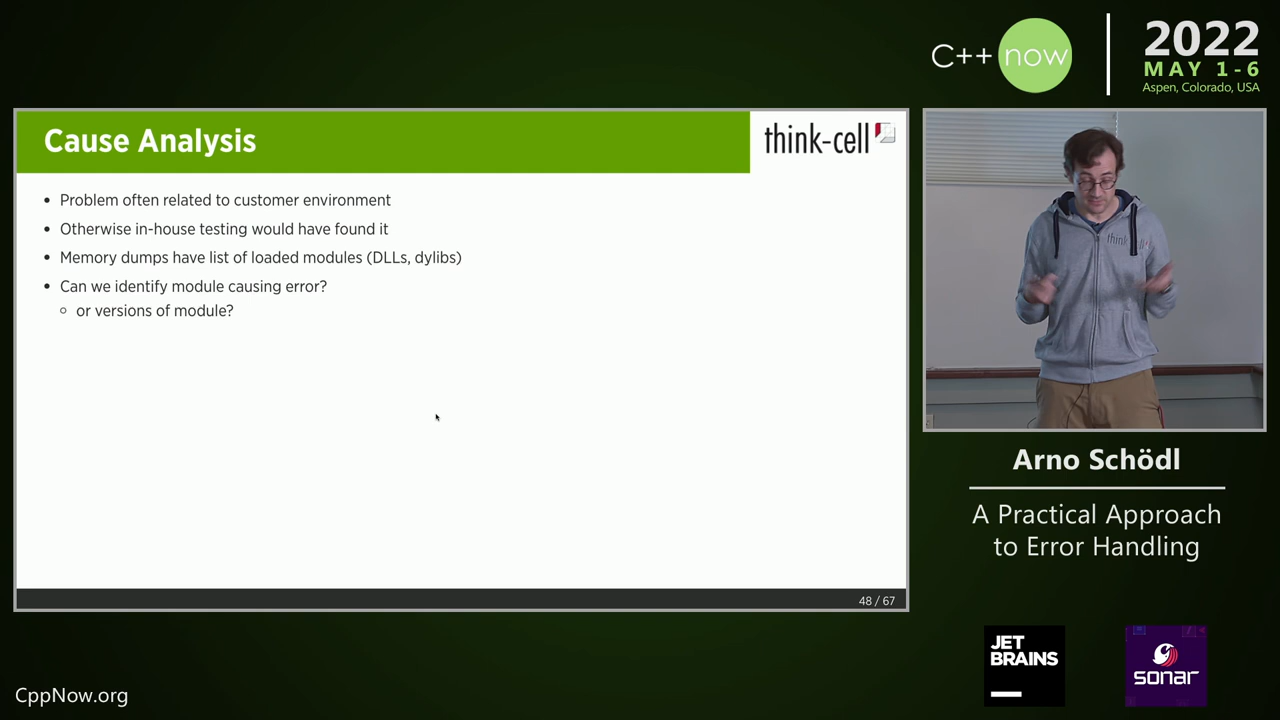 C++ now
2022
MAY 1-6
Aspen, Colorado, USA
Cause Analysis
think-cell
• Problem often related to customer environment
• Otherwise in-house testing would have found it
• Memory dumps have list of loaded modules (DLLs, dylibs)
• Can we identify module causing error?
◦ or versions of module?
48 / 67
think
Arno Schödl
A Practical Approach
to Error Handling
JET
BRAINS
sonar
CppNow.org